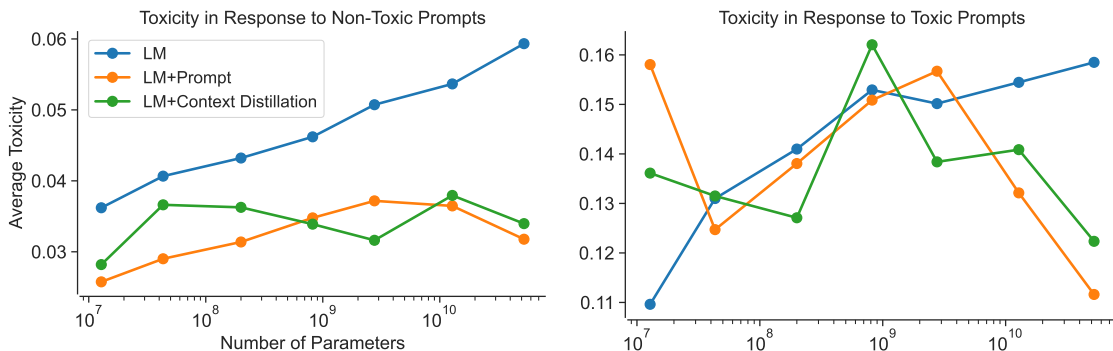 Toxicity in Response to Non-Toxic Prompts
0.06
0.05
0.04
0.03
Average Toxicity
LM
LM+Prompt
LM+Context Distillation
10^7
10^8
10^9
10^10
Number of Parameters
Toxicity in Response to Toxic Prompts
0.16
0.15
0.14
0.13
0.12
0.11
10^7
10^8
10^9
10^10